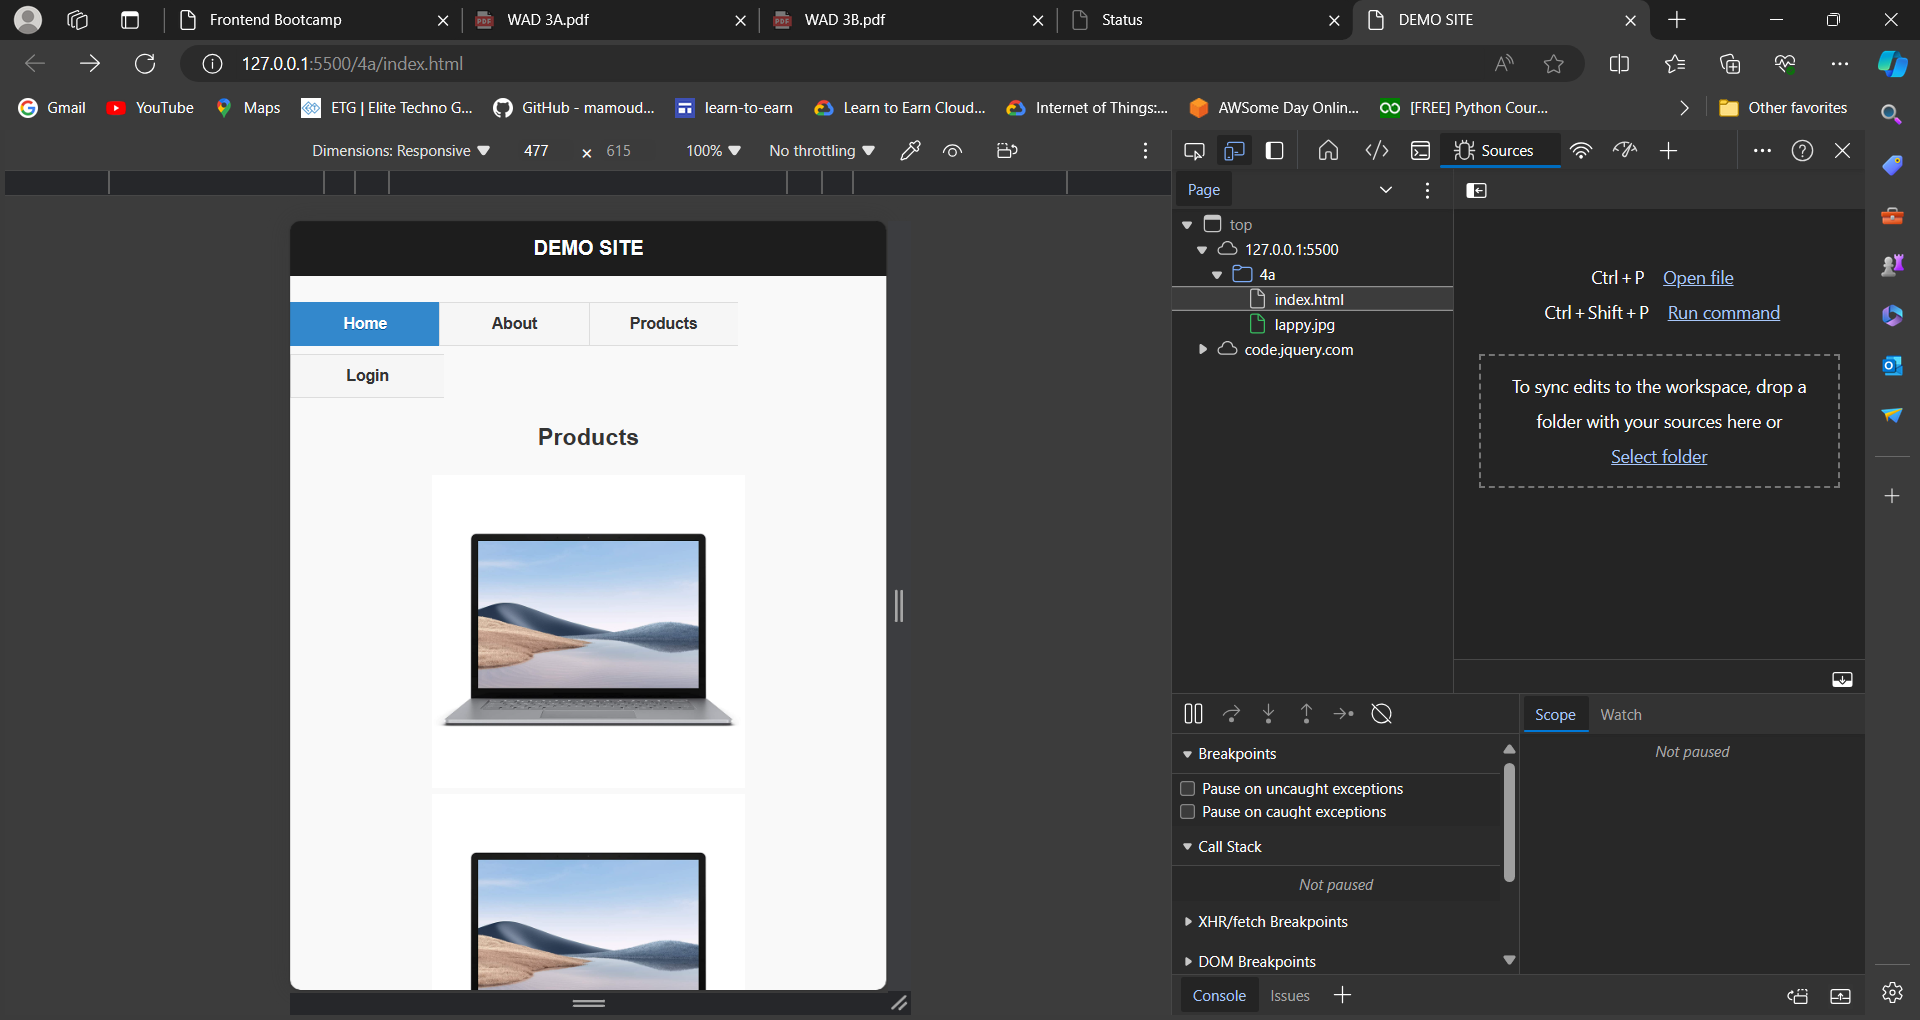 Frontend Bootcamp
WAD 3A.pdf
WAD 3B.pdf
Status
DEMO SITE
127.0.0.1:5500/4a/index.html
Gmail
YouTube
Maps
ETG | Elite Techno G...
GitHub - mamoud...
learn-to-earn
Learn to Earn Cloud...
Internet of Things:...
AWSome Day Onlin...
[FREE] Python Cour...
Other favorites
Dimensions: Responsive 477 × 615 100% No throttling
DEMO SITE
Home
About
Products
Login
Products
Sources
Page
top
127.0.0.1:5500
4a
index.html
lappy.jpg
code.jquery.com
Ctrl + P Open file
Ctrl + Shift + P Run command
To sync edits to the workspace, drop a
folder with your sources here or
Select folder
Breakpoints
Pause on uncaught exceptions
Pause on caught exceptions
Call Stack
Not paused
XHR/fetch Breakpoints
DOM Breakpoints
Scope
Watch
Not paused
Console
Issues